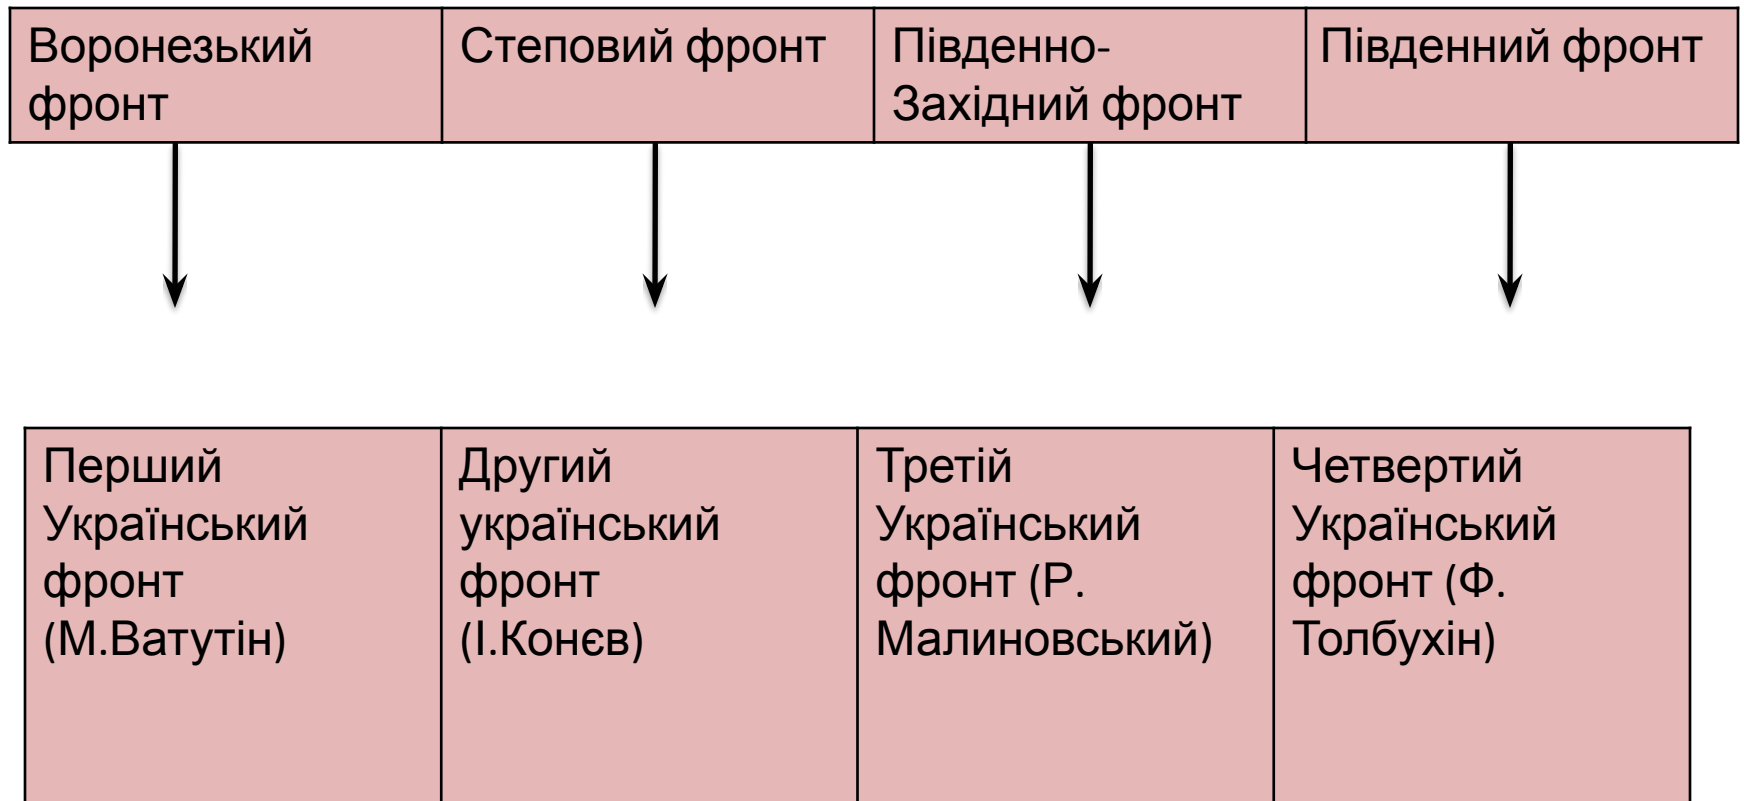 Воронезький
фронт
Степовий фронт
Південно-
Західний фронт
Південний фронт
Перший
Український
фронт
(М.Ватутін)
Другий
український
фронт
(І.Конєв)
Третій
Український
фронт (Р.
Малиновський)
Четвертий
Український
фронт (Ф.
Толбухін)